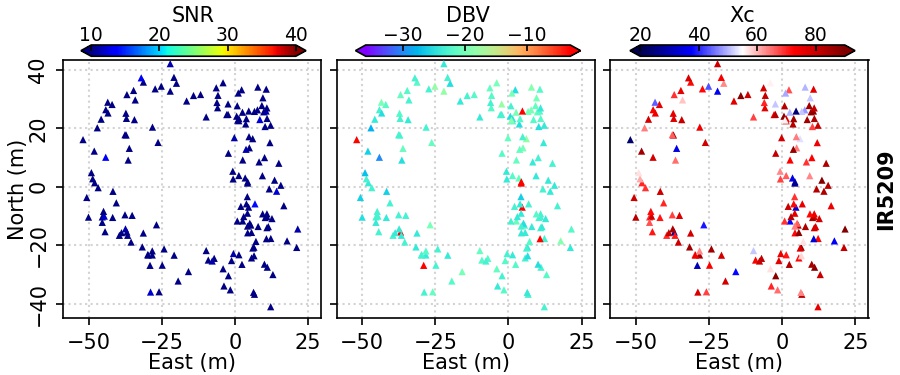 SNR DBV Xc
10 20 30 40 −30 −20 −10 20 40 60 80
40
20
0
−20
−40
North (m)
−50 −25 0 25 −50 −25 0 25 −50 −25 0 25
East (m) East (m) East (m)
IR5209